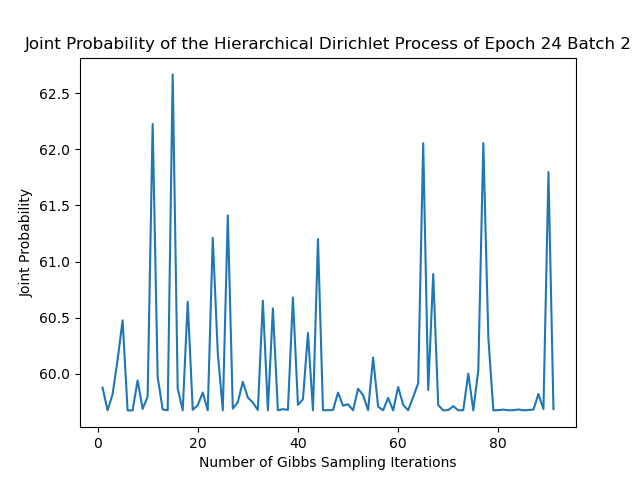 Joint Probability of the Hierarchical Dirichlet Process of Epoch 24 Batch 2
62.5
62.0
61.5
61.0
60.5
60.0
Joint Probability
0 20 40 60 80
Number of Gibbs Sampling Iterations